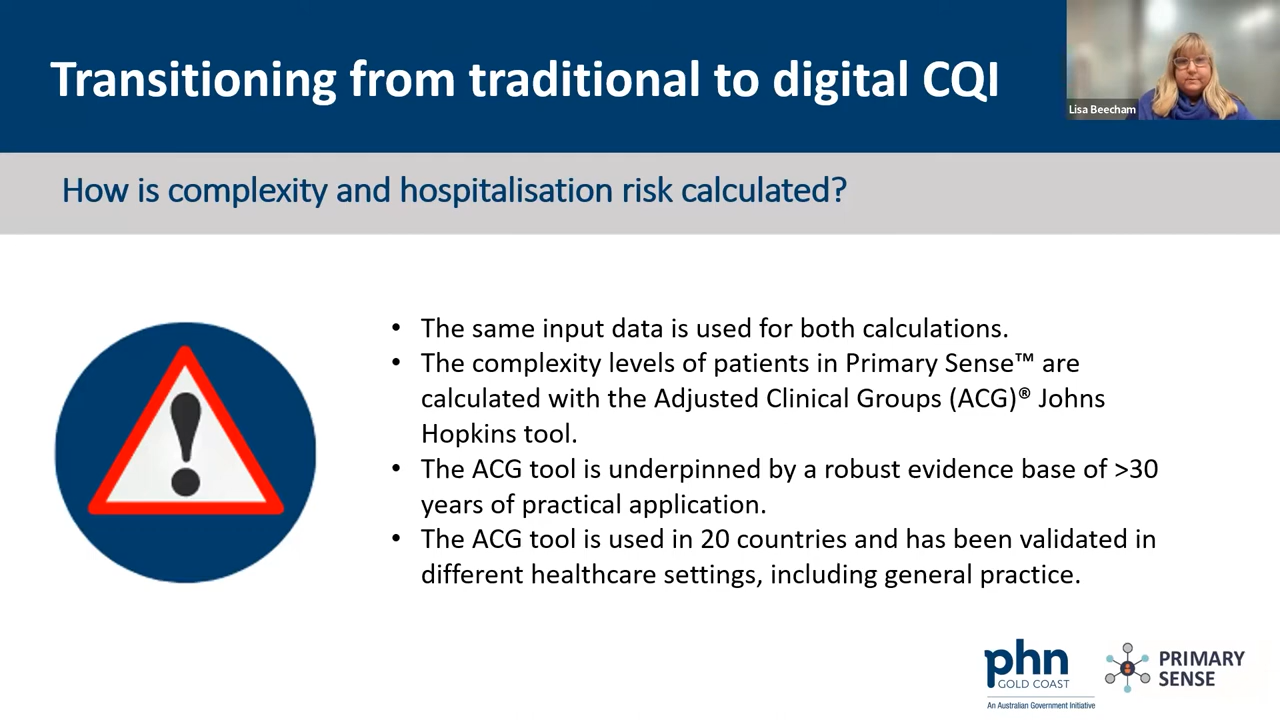 Transitioning from traditional to digital CQI
Lisa Beecham
How is complexity and hospitalisation risk calculated?
• The same input data is used for both calculations.
• The complexity levels of patients in Primary Sense™ are
calculated with the Adjusted Clinical Groups (ACG)® Johns
Hopkins tool.
• The ACG tool is underpinned by a robust evidence base of >30
years of practical application.
• The ACG tool is used in 20 countries and has been validated in
different healthcare settings, including general practice.
phn
GOLD COAST
An Australian Government Initiative
PRIMARY
SENSE